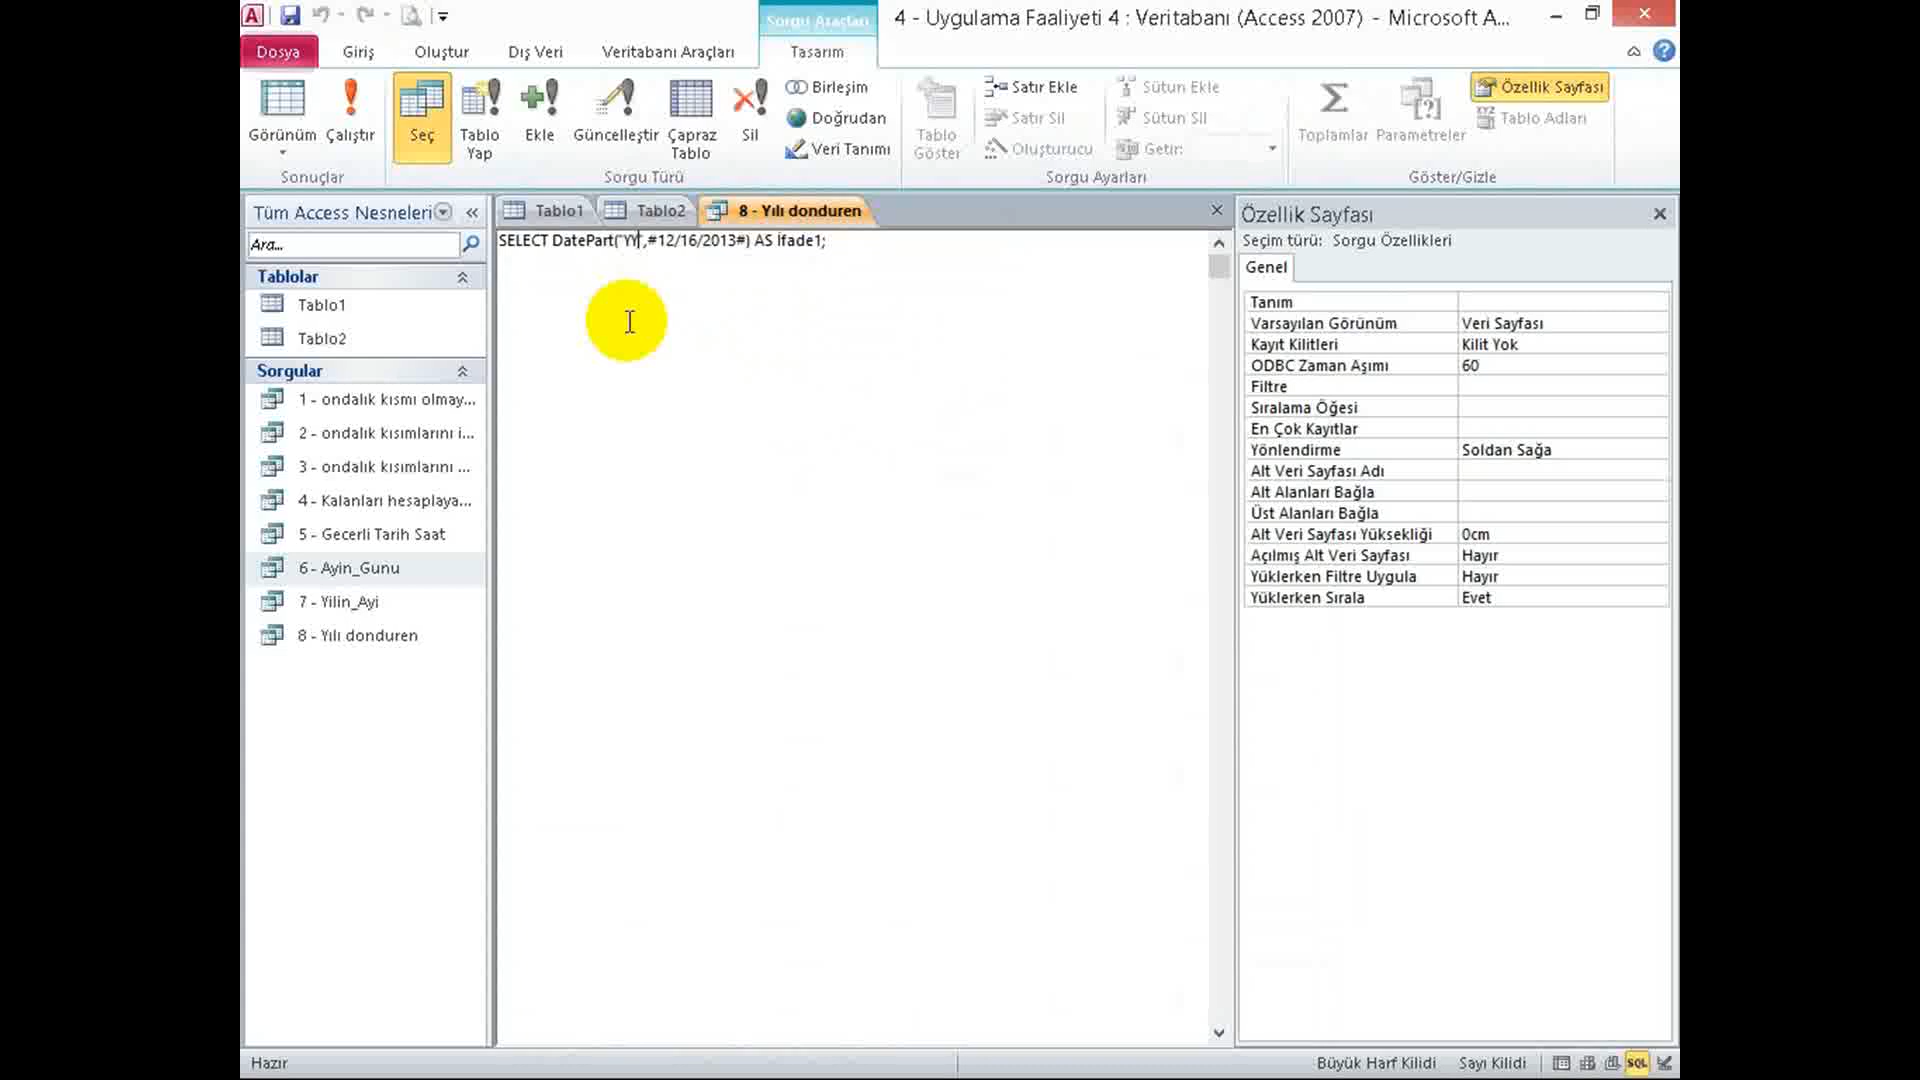 Sorgu Araçları
4 - Uygulama Faaliyeti 4 : Veritabanı (Access 2007) - Microsoft A...
Dosya
Giriş
Oluştur
Dış Veri
Veritabanı Araçları
Tasarım
Görünüm
Çalıştır
Sonuçlar
Seç
Tablo Yap
Ekle
Güncelleştir
Çapraz Tablo
Sil
Birleşim
Doğrudan
Veri Tanımı
Sorgu Türü
Tablo Göster
Satır Ekle
Satır Sil
Oluşturucu
Sütun Ekle
Sütun Sil
Getir:
Sorgu Ayarları
Toplamlar
Parametreler
Özellik Sayfası
Tablo Adları
Göster/Gizle
Tüm Access Nesneleri
Ara...
Tablolar
Tablo1
Tablo2
Sorgular
1 - ondalık kısmı olmay...
2 - ondalık kısımlarını i...
3 - ondalık kısımlarını ...
4 - Kalanları hesaplaya...
5 - Gecerli Tarih Saat
6 - Ayin_Gunu
7 - Yilin_Ayi
8 - Yılı donduren
Tablo1
Tablo2
8 - Yılı donduren
SELECT DatePart("YY",#12/16/2013#) AS İfade1;
Özellik Sayfası
Seçim türü: Sorgu Özellikleri
Genel
Tanım
Varsayılan Görünüm Veri Sayfası
Kayıt Kilitleri Kilit Yok
ODBC Zaman Aşımı 60
Filtre
Sıralama Öğesi
En Çok Kayıtlar
Yönlendirme Soldan Sağa
Alt Veri Sayfası Adı
Alt Alanları Bağla
Üst Alanları Bağla
Alt Veri Sayfası Yüksekliği 0cm
Açılmış Alt Veri Sayfası Hayır
Yüklerken Filtre Uygula Hayır
Yüklerken Sırala Evet
Hazır
Büyük Harf Kilidi
Sayı Kilidi
SQL